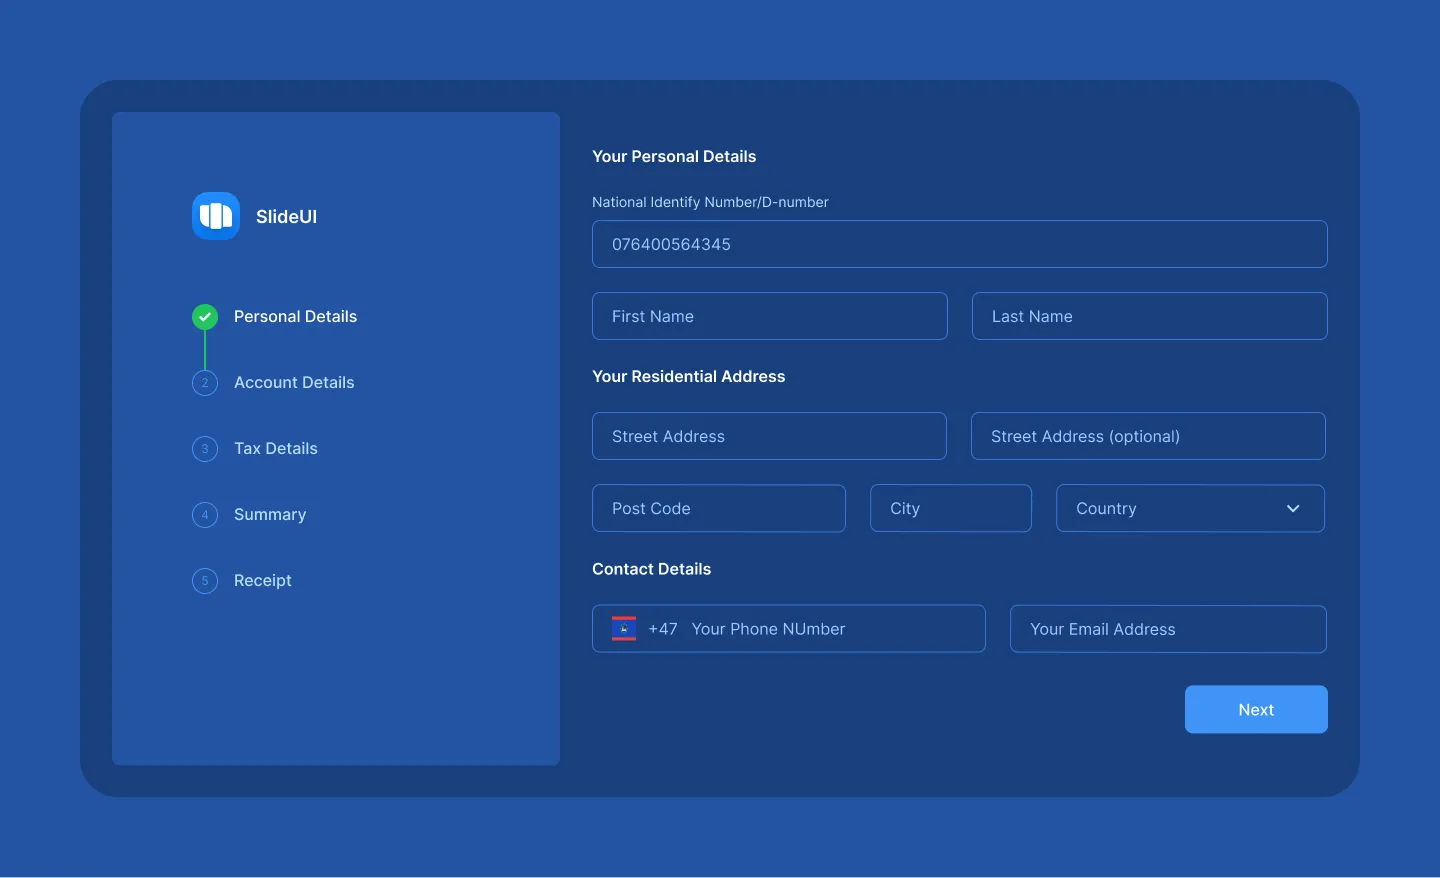 SlideUI
Personal Details
2 Account Details
3 Tax Details
4 Summary
5 Receipt
Your Personal Details
National Identify Number/D-number
076400564345
First Name Last Name
Your Residential Address
Street Address Street Address (optional)
Post Code City Country
Contact Details
+47 Your Phone NUmber Your Email Address
Next